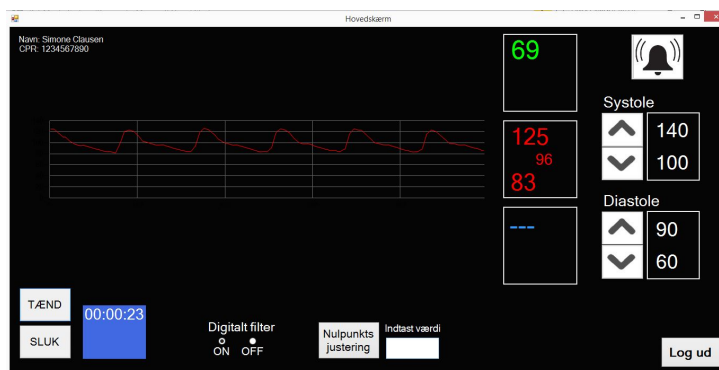 Hovedskærm
Navn: Simone Clausen
CPR: 1234567890
69
125
96
83
---
Systole
140
100
Diastole
90
60
TÆND
SLUK
00:00:23
Digitalt filter
ON OFF
Nulpunkts
justering
Indtast værdi
Log ud